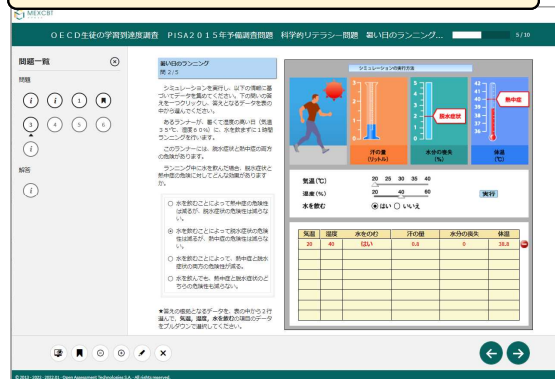 MEXCBT
OECD生徒の学習到達度調査 PISA2015年予備調査問題 科学的リテラシー問題 暑い日のランニング... 5/10
問題一覧
問題
解答
暑い日のランニング
問 2/5
シミュレーションを実行し、以下の情報に基づいてデータを集めてください。下の問いの答えを一つクリックし、答えとなるデータを表の中から選んでください。
あるランナーが、暑くて湿度の高い日（気温35℃、湿度60%）に、水を飲まずに1時間ランニングを行います。
このランナーには、脱水症状と熱中症の両方の危険があります。
ランニング中に水を飲んだ場合、脱水症状と熱中症の危険に対してどんな効果がありますか。
水を飲むことによって熱中症の危険性は減るが、脱水症状の危険性は減らない。
水を飲むことによって脱水症状の危険性は減るが、熱中症の危険性は減らない。
水を飲むことによって、熱中症と脱水症状の両方の危険性が減る。
水を飲んでも、熱中症と脱水症状のどちらの危険性も減らない。
★答えの根拠となるデータを、表の中から2行選んで、気温、湿度、水を飲むの項目のデータをプルダウンで選択してください。
シミュレーションの実行方法
脱水症状
熱中症
汗の量 (リットル)
水分の損失 (%)
体温 (℃)
気温(℃) 20 25 30 35 40
湿度(%) 20 40 60
水を飲む はい いいえ
実行
気温 湿度 水をのむ 汗の量 水分の損失 体温
20 40 はい 0.8 0 38.8